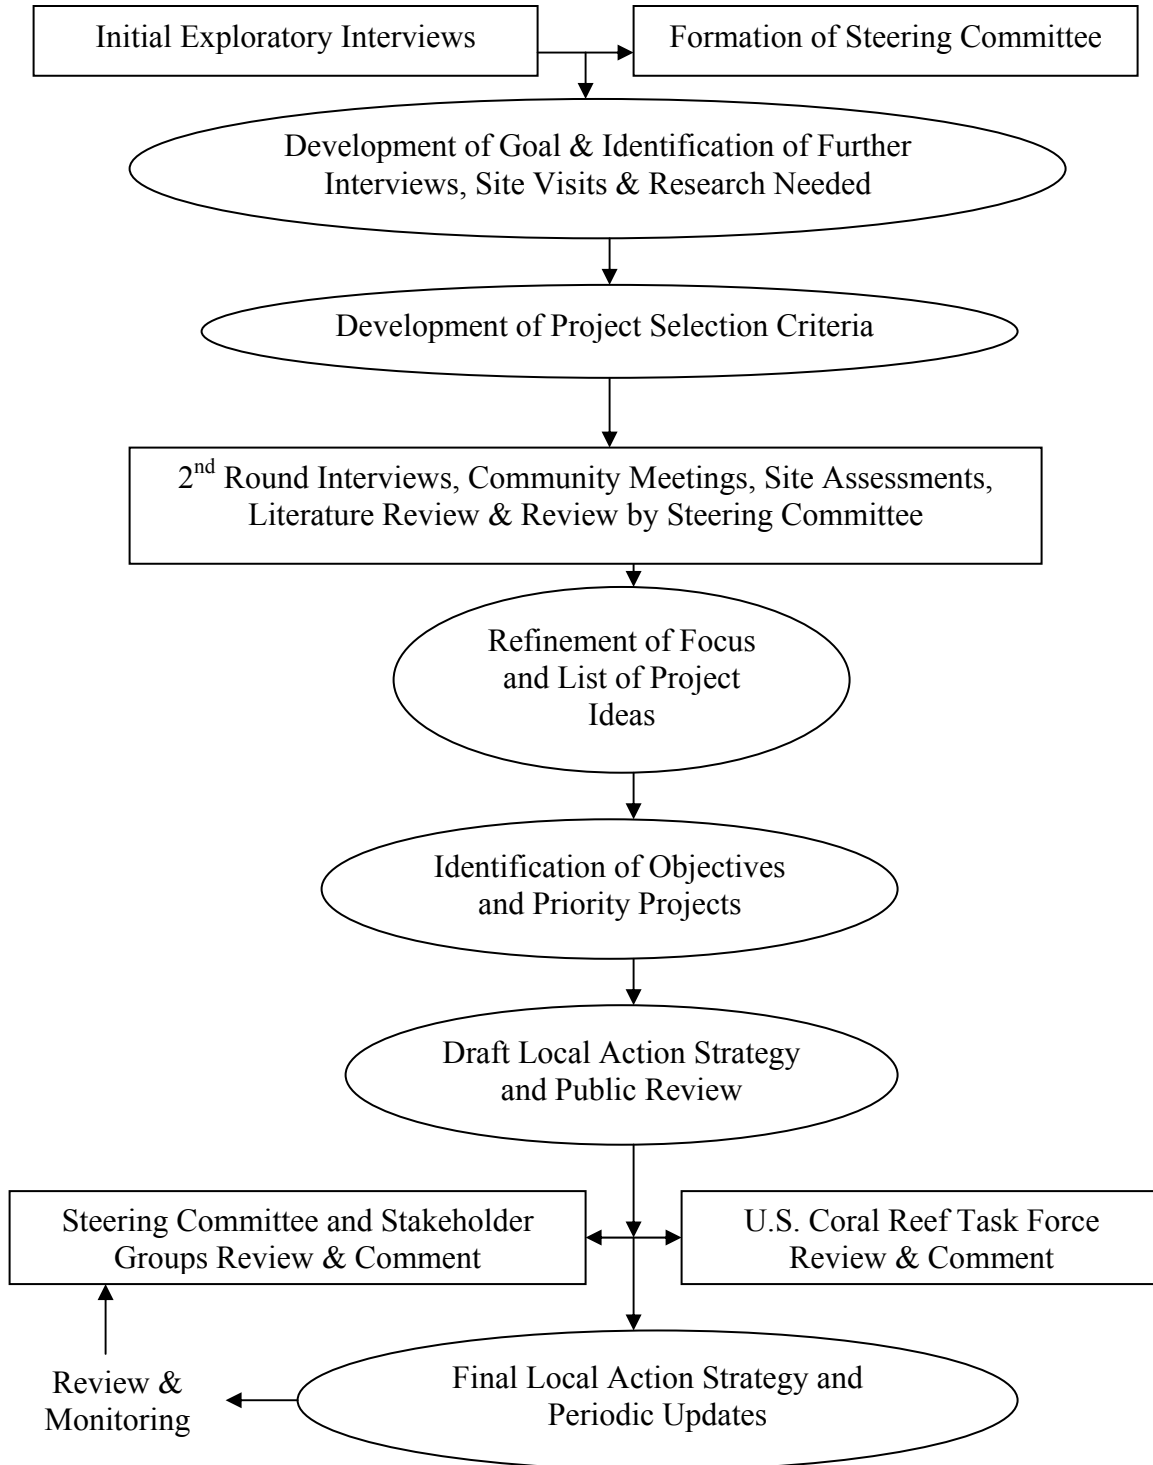 Initial Exploratory Interviews
Formation of Steering Committee
Development of Goal & Identification of Further
Interviews, Site Visits & Research Needed
Development of Project Selection Criteria
2nd Round Interviews, Community Meetings, Site Assessments,
Literature Review & Review by Steering Committee
Refinement of Focus
and List of Project
Ideas
Identification of Objectives
and Priority Projects
Draft Local Action Strategy
and Public Review
Steering Committee and Stakeholder
Groups Review & Comment
U.S. Coral Reef Task Force
Review & Comment
Review &
Monitoring
Final Local Action Strategy and
Periodic Updates